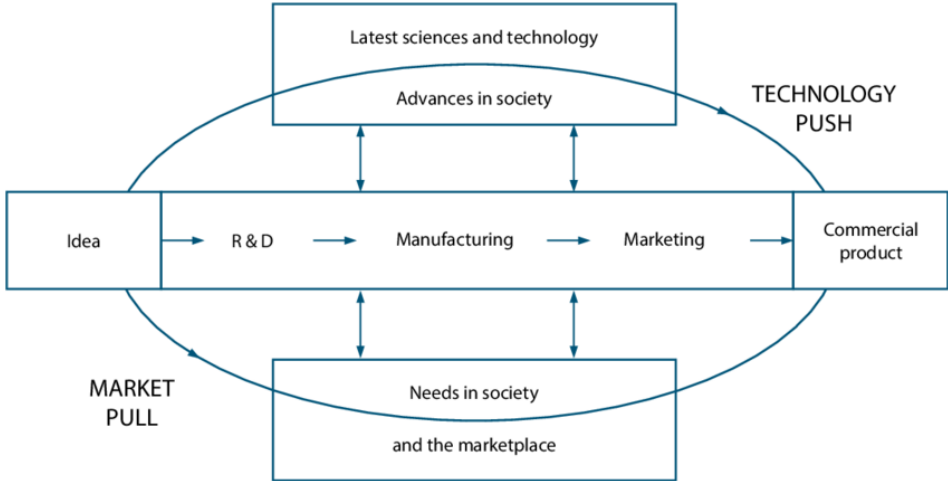 Latest sciences and technology
Advances in society
TECHNOLOGY
PUSH
Idea
R & D
Manufacturing
Marketing
Commercial
product
MARKET
PULL
Needs in society
and the marketplace